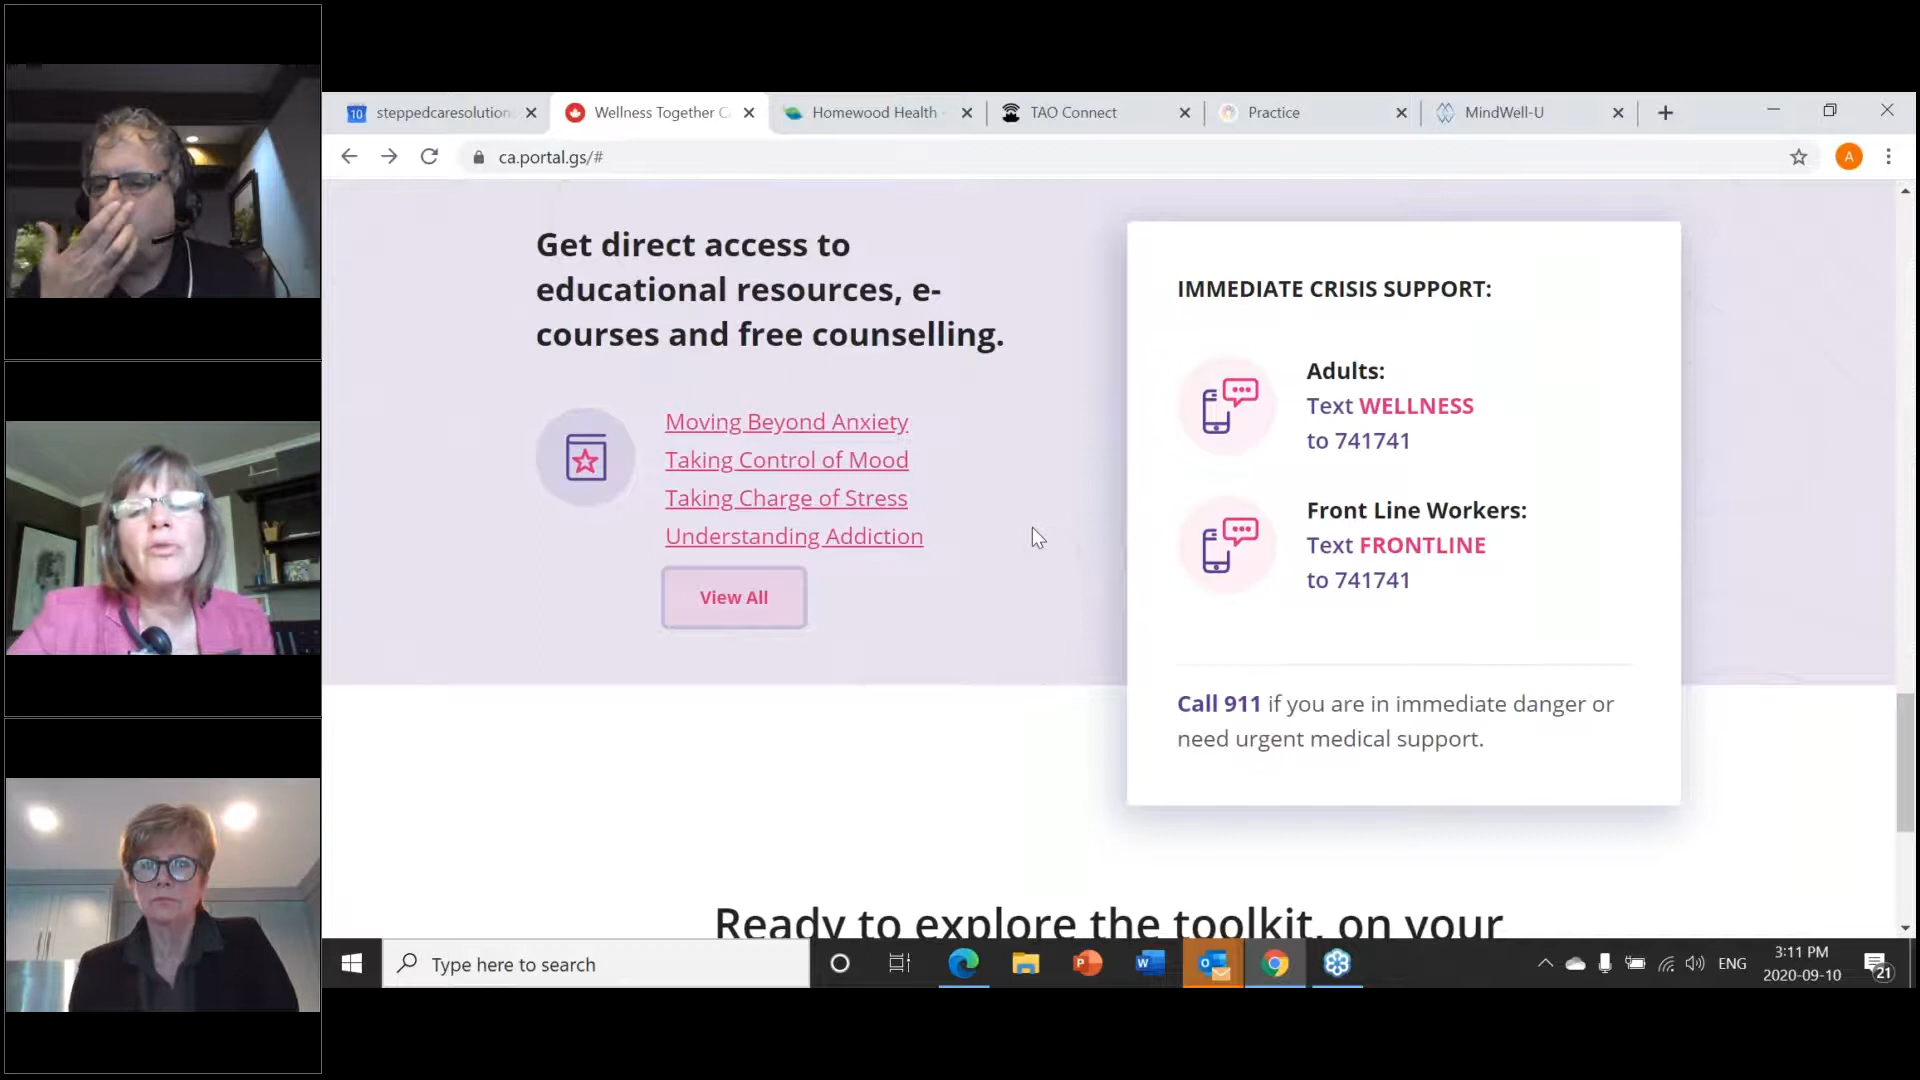 steppedcaresolution
Wellness Together C
Homewood Health -
TAO Connect
Practice
MindWell-U
ca.portal.gs/#
A
Get direct access to
educational resources, e-
courses and free counselling.
Moving Beyond Anxiety
Taking Control of Mood
Taking Charge of Stress
Understanding Addiction
View All
IMMEDIATE CRISIS SUPPORT:
Adults:
Text WELLNESS
to 741741
Front Line Workers:
Text FRONTLINE
to 741741
Call 911 if you are in immediate danger or
need urgent medical support.
Ready to explore the toolkit, on your
Type here to search
ENG
3:11 PM
2020-09-10
21